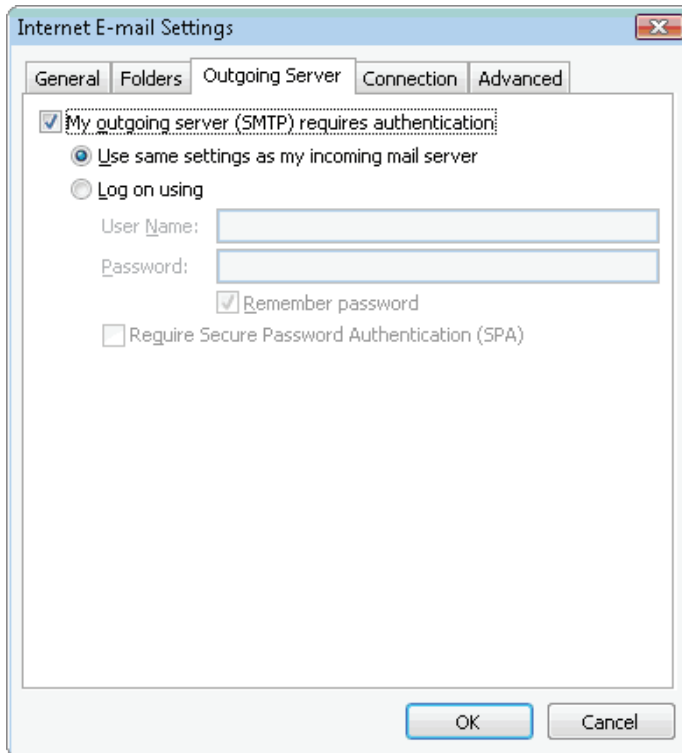 Internet E-mail Settings
General Folders Outgoing Server Connection Advanced
My outgoing server (SMTP) requires authentication
Use same settings as my incoming mail server
Log on using
User Name:
Password:
Remember password
Require Secure Password Authentication (SPA)
OK Cancel